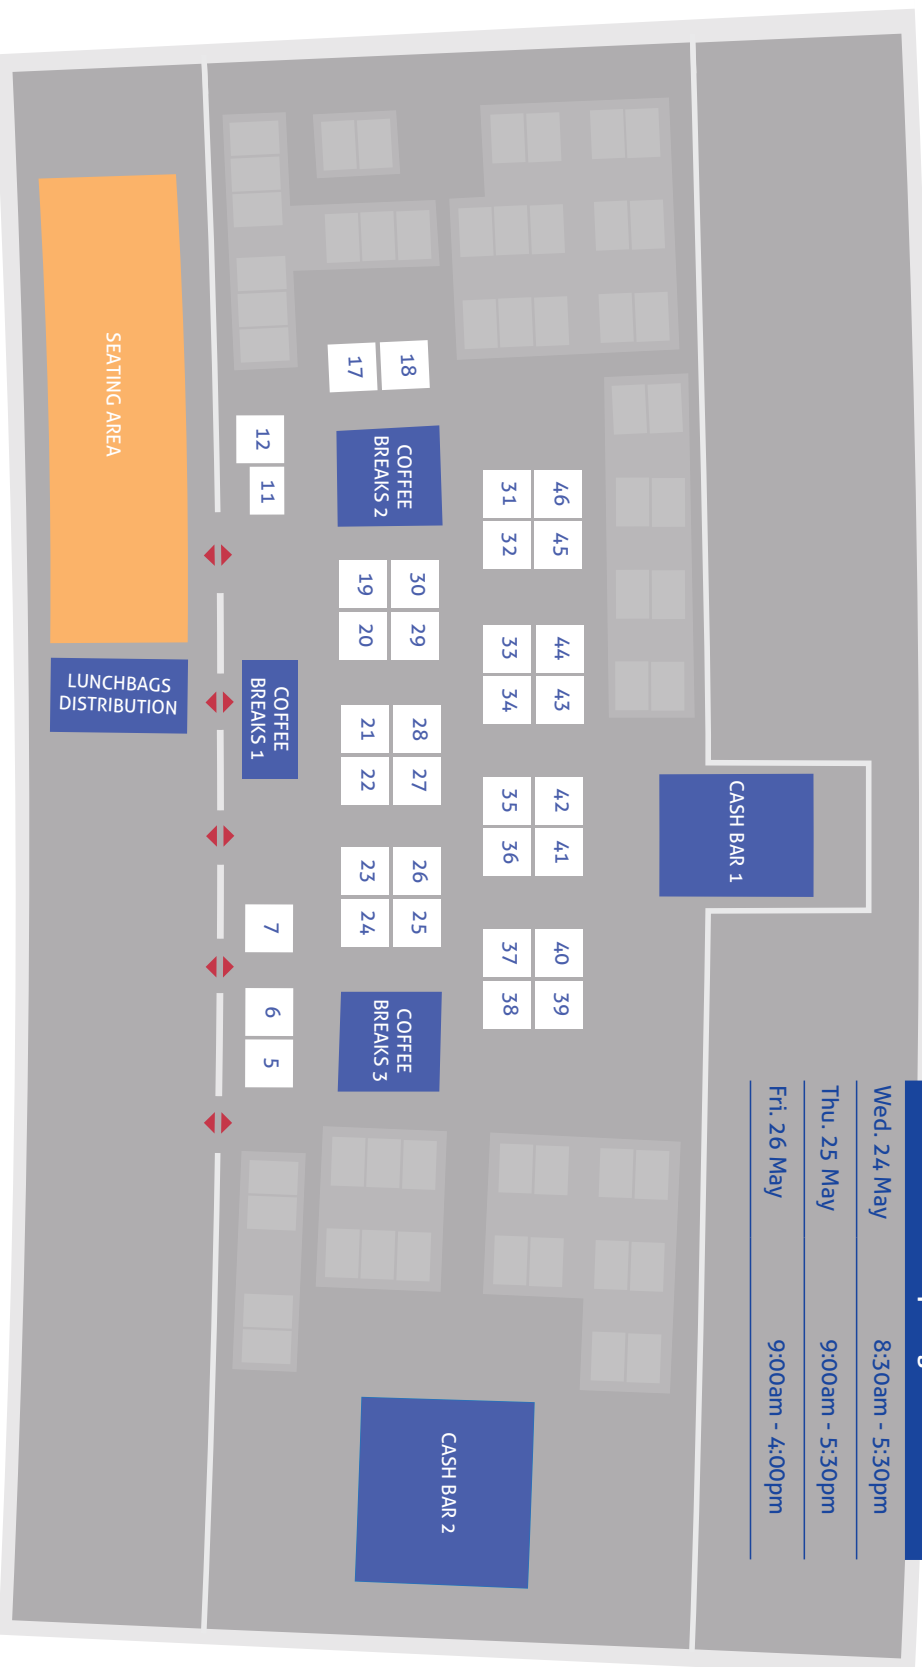 Wed. 24 May 8:30am - 5:30pm
Thu. 25 May 9:00am - 5:30pm
Fri. 26 May 9:00am - 4:00pm
CASH BAR 1
46
45
44
43
42
41
40
39
31
32
33
34
35
36
37
38
CASH BAR 2
18
COFFEE
BREAKS 2
30
29
28
27
26
25
COFFEE
BREAKS 3
17
19
20
21
22
23
24
12
11
COFFEE
BREAKS 1
7
6
5
SEATING AREA
LUNCHBAGS
DISTRIBUTION